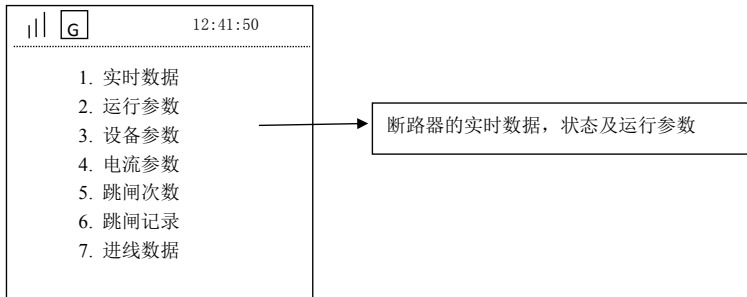 G 12:41:50
1. 实时数据
2. 运行参数
3. 设备参数
4. 电流参数
5. 跳闸次数
6. 跳闸记录
7. 进线数据
断路器的实时数据，状态及运行参数